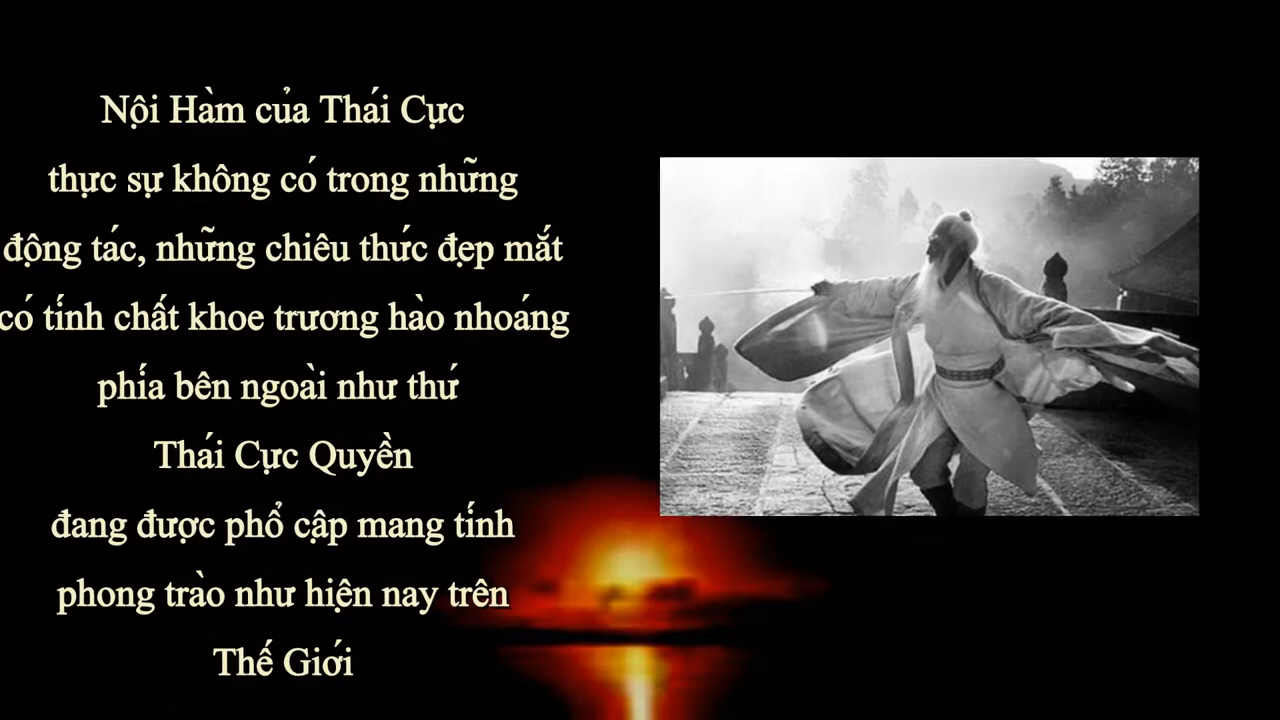 Nội Hàm của Thái Cực
thực sự không có trong những
động tác, những chiêu thức đẹp mắt
có tính chất khoe trương hào nhoáng
phía bên ngoài như thứ
Thái Cực Quyền
đang được phổ cập mang tính
phong trào như hiện nay trên
Thế Giới